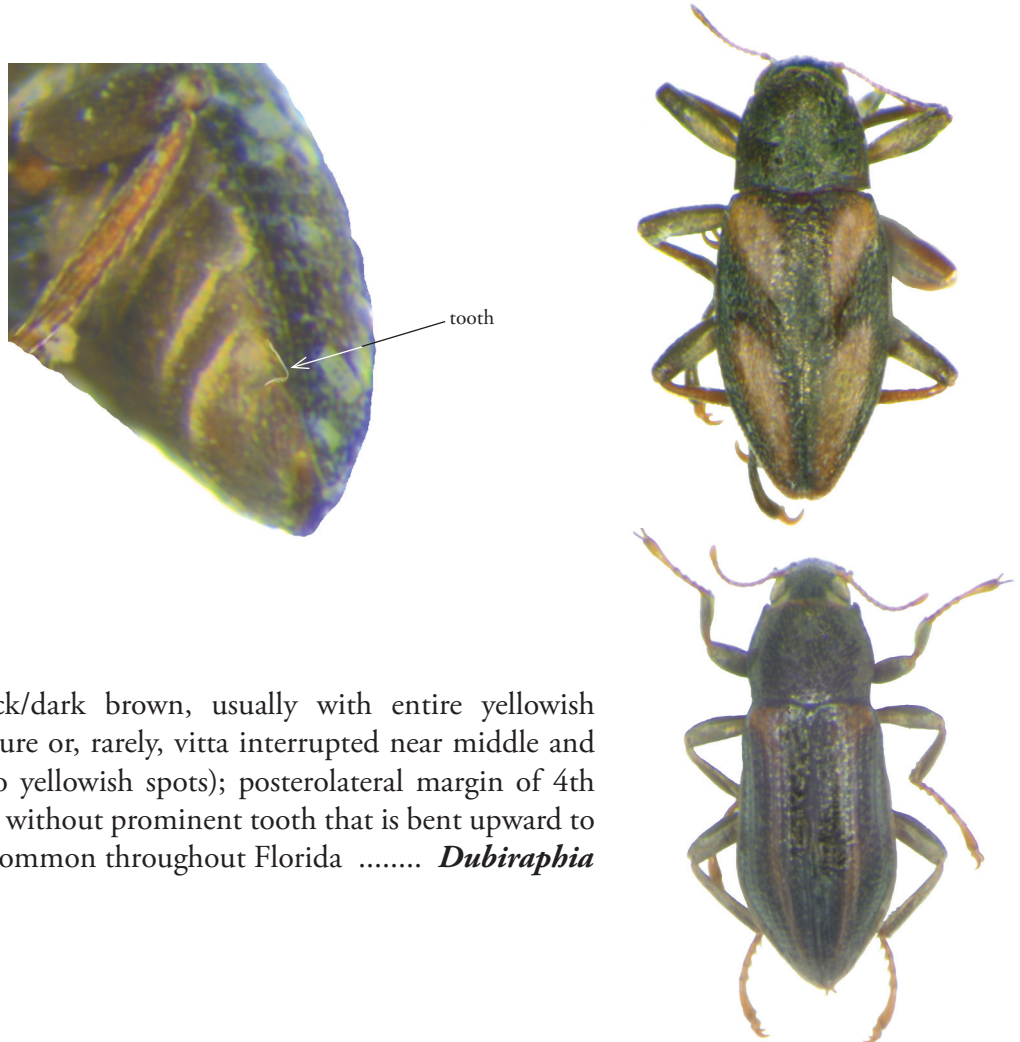 tooth
ck/dark brown, usually with entire yellowish
ure or, rarely, vitta interrupted near middle and
o yellowish spots); posterolateral margin of 4th
without prominent tooth that is bent upward to
ommon throughout Florida ........ Dubiraphia